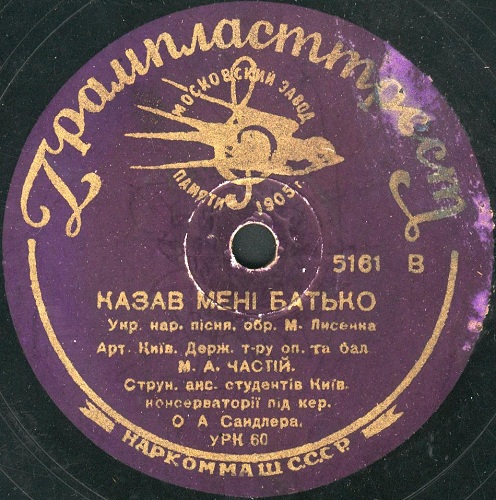 Грампласттрест
МОСКОВСКИЙ ЗАВОД
ПАМЯТИ 1905 г.
5161 В
КАЗАВ МЕНІ БАТЬКО
Укр. нар. пісня, обр. М. Лисенка
Арт. Київ. Держ. т-ру оп. та бал
М. А. ЧАСТІЙ.
Струн. анс. студентів Київ.
консерваторії під кер.
О А Сандлера.
УРК 60
НАРКОММАШ С.С.С.Р.